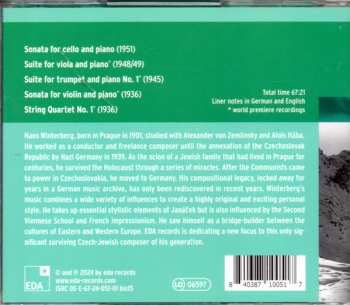 Sonata for cello and piano (1951)
Suite for viola and piano* (1948/49)
Suite for trumpet and piano No. 1* (1945)
Sonata for violin and piano* (1936)
String Quartet No. 1* (1936)
Total time 67:21
Liner notes in German and English
* world premiere recordings
Hans Winterberg, born in Prague in 1901, studied with Alexander von Zemlinsky and Alois Hába.
He worked as a conductor and freelance composer until the annexation of the Czechoslovak
Republic by Nazi Germany in 1939. As the scion of a Jewish family that had lived in Prague for
centuries, he survived the Holocaust through a series of miracles. After the Communists came
to power in Czechoslovakia, he moved to Germany. His compositional legacy, locked away for
years in a German music archive, has only been rediscovered in recent years. Winterberg's
music combines a wide variety of influences to create a highly original and exciting personal
style. He takes up essential stylistic elements of Janáček but is also influenced by the Second
Viennese School and French impressionism. He saw himself as a bridge-builder between the
cultures of Eastern and Western Europe. EDA records is dedicating a new focus to this only sig-
nificant surviving Czech-Jewish composer of his generation.
EDA
℗ and © 2024 by eda records
www.eda-records.com
LC 06597
8 40387 10051 7